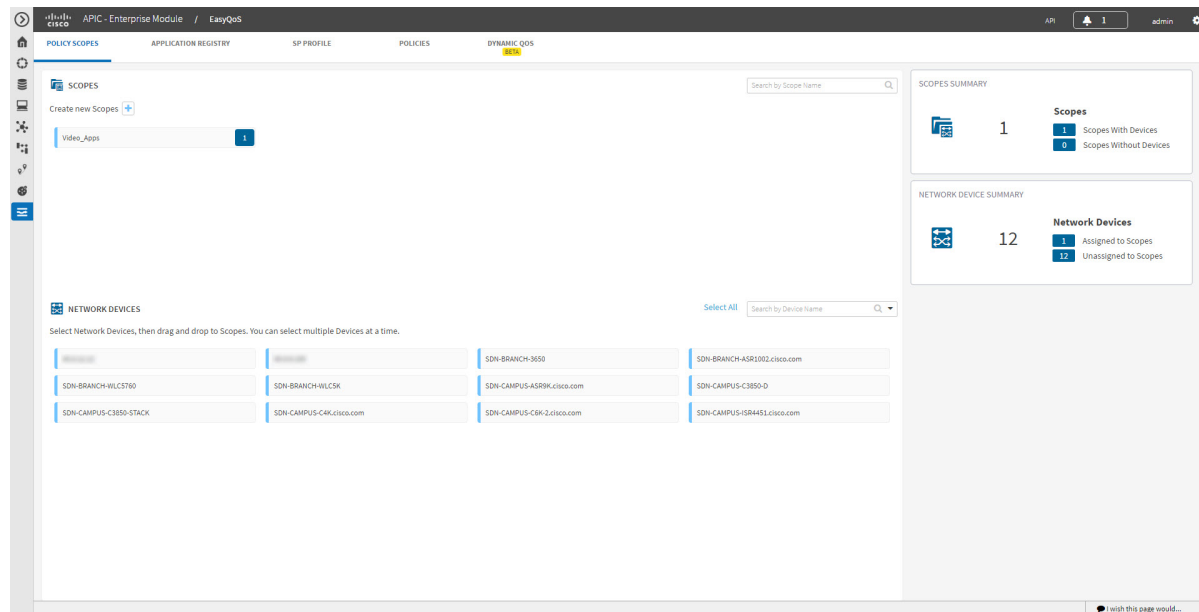 cisco APIC - Enterprise Module / EasyQoS API 1 admin
POLICY SCOPES APPLICATION REGISTRY SP PROFILE POLICIES DYNAMIC QOS
BETA
SCOPES Search by Scope Name
Create new Scopes +
Video_Apps 1
SCOPES SUMMARY
1
Scopes
1 Scopes With Devices
0 Scopes Without Devices
NETWORK DEVICE SUMMARY
12
Network Devices
1 Assigned to Scopes
12 Unassigned to Scopes
NETWORK DEVICES Select All Search by Device Name
Select Network Devices, then drag and drop to Scopes. You can select multiple Devices at a time.
SDN-BRANCH-3650 SDN-BRANCH-ASR1002.cisco.com
SDN-BRANCH-WLC5760 SDN-BRANCH-WLC5K SDN-CAMPUS-ASR9K.cisco.com SDN-CAMPUS-C3850-D
SDN-CAMPUS-C3850-STACK SDN-CAMPUS-C4K.cisco.com SDN-CAMPUS-C6K-2.cisco.com SDN-CAMPUS-ISR4451.cisco.com
I wish this page would...